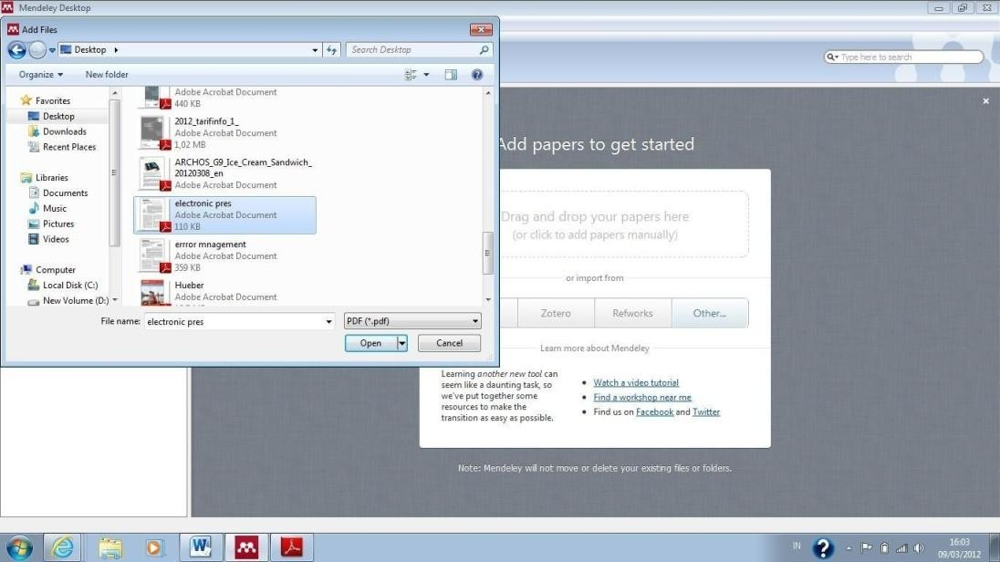 Mendeley Desktop
Add Files
Desktop
Search Desktop
Type here to search
Organize
New folder
Favorites
Desktop
Downloads
Recent Places
Libraries
Documents
Music
Pictures
Videos
Computer
Local Disk (C:)
New Volume (D:)
Adobe Acrobat Document
440 KB
2012_tarifinfo_1_
Adobe Acrobat Document
1,02 MB
ARCHOS_G9_Ice_Cream_Sandwich_
20120308_en
Adobe Acrobat Document
electronic pres
Adobe Acrobat Document
110 KB
errror mnagement
Adobe Acrobat Document
359 KB
Hueber
Adobe Acrobat Document
File name:
electronic pres
PDF (*.pdf)
Open
Cancel
Add papers to get started
Drag and drop your papers here
(or click to add papers manually)
or import from
Zotero
Refworks
Other...
Learn more about Mendeley
Learning another new tool can
seem like a daunting task, so
we've put together some
resources to make the
transition as easy as possible.
Watch a video tutorial
Find a workshop near me
Find us on Facebook and Twitter
Note: Mendeley will not move or delete your existing files or folders.
IN
16:03
09/03/2012